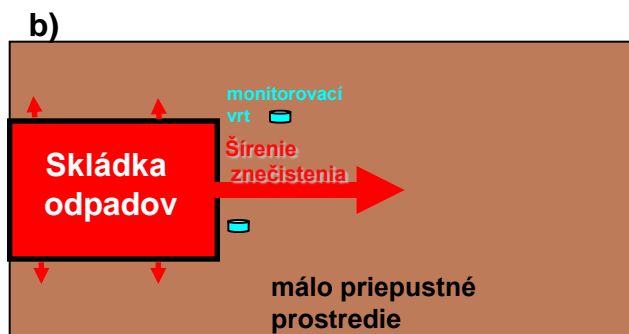 b)
monitorovací
vrt
Šírenie
znečistenia
Skládka
odpadov
málo priepustné
prostredie